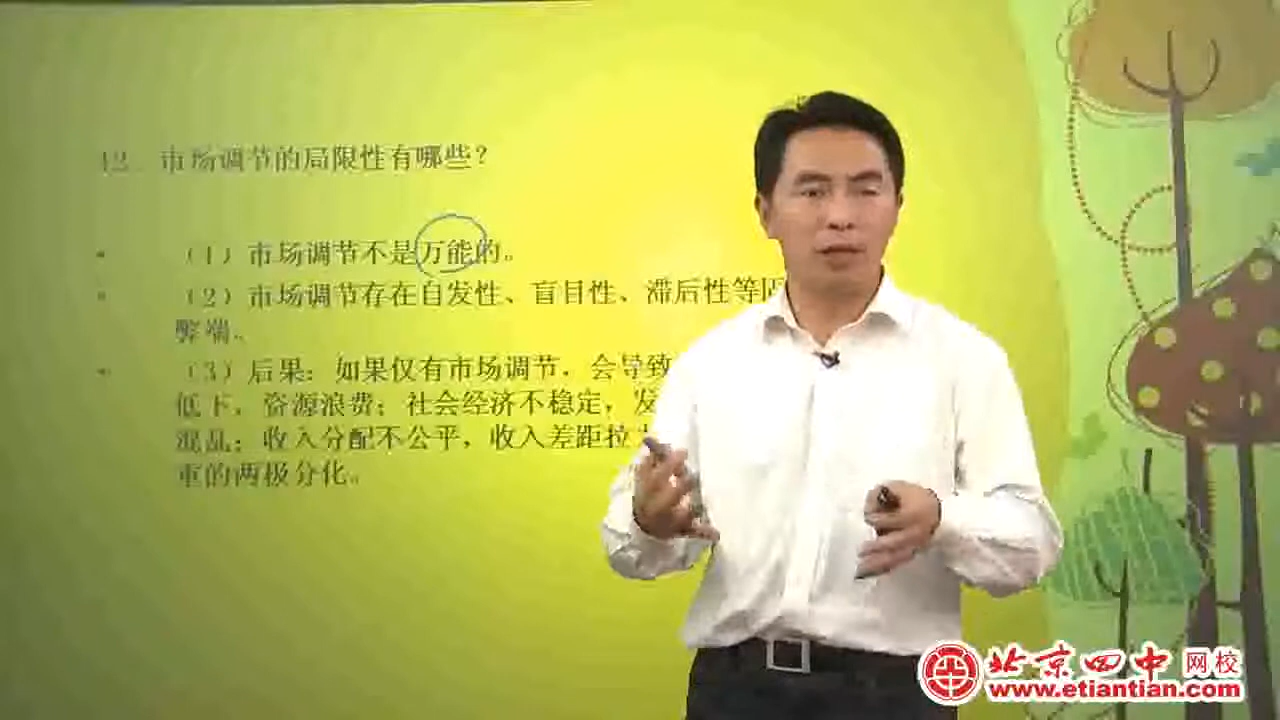 12．市场调节的局限性有哪些？
（1）市场调节不是万能的。
（2）市场调节存在自发性、盲目性、滞后性等
弊端。
（3）后果：如果仅有市场调节，会导致
低下，资源浪费；社会经济不稳定，发
混乱；收入分配不公平，收入差距拉
重的两极分化。
北京四中网校
www.etiantian.com